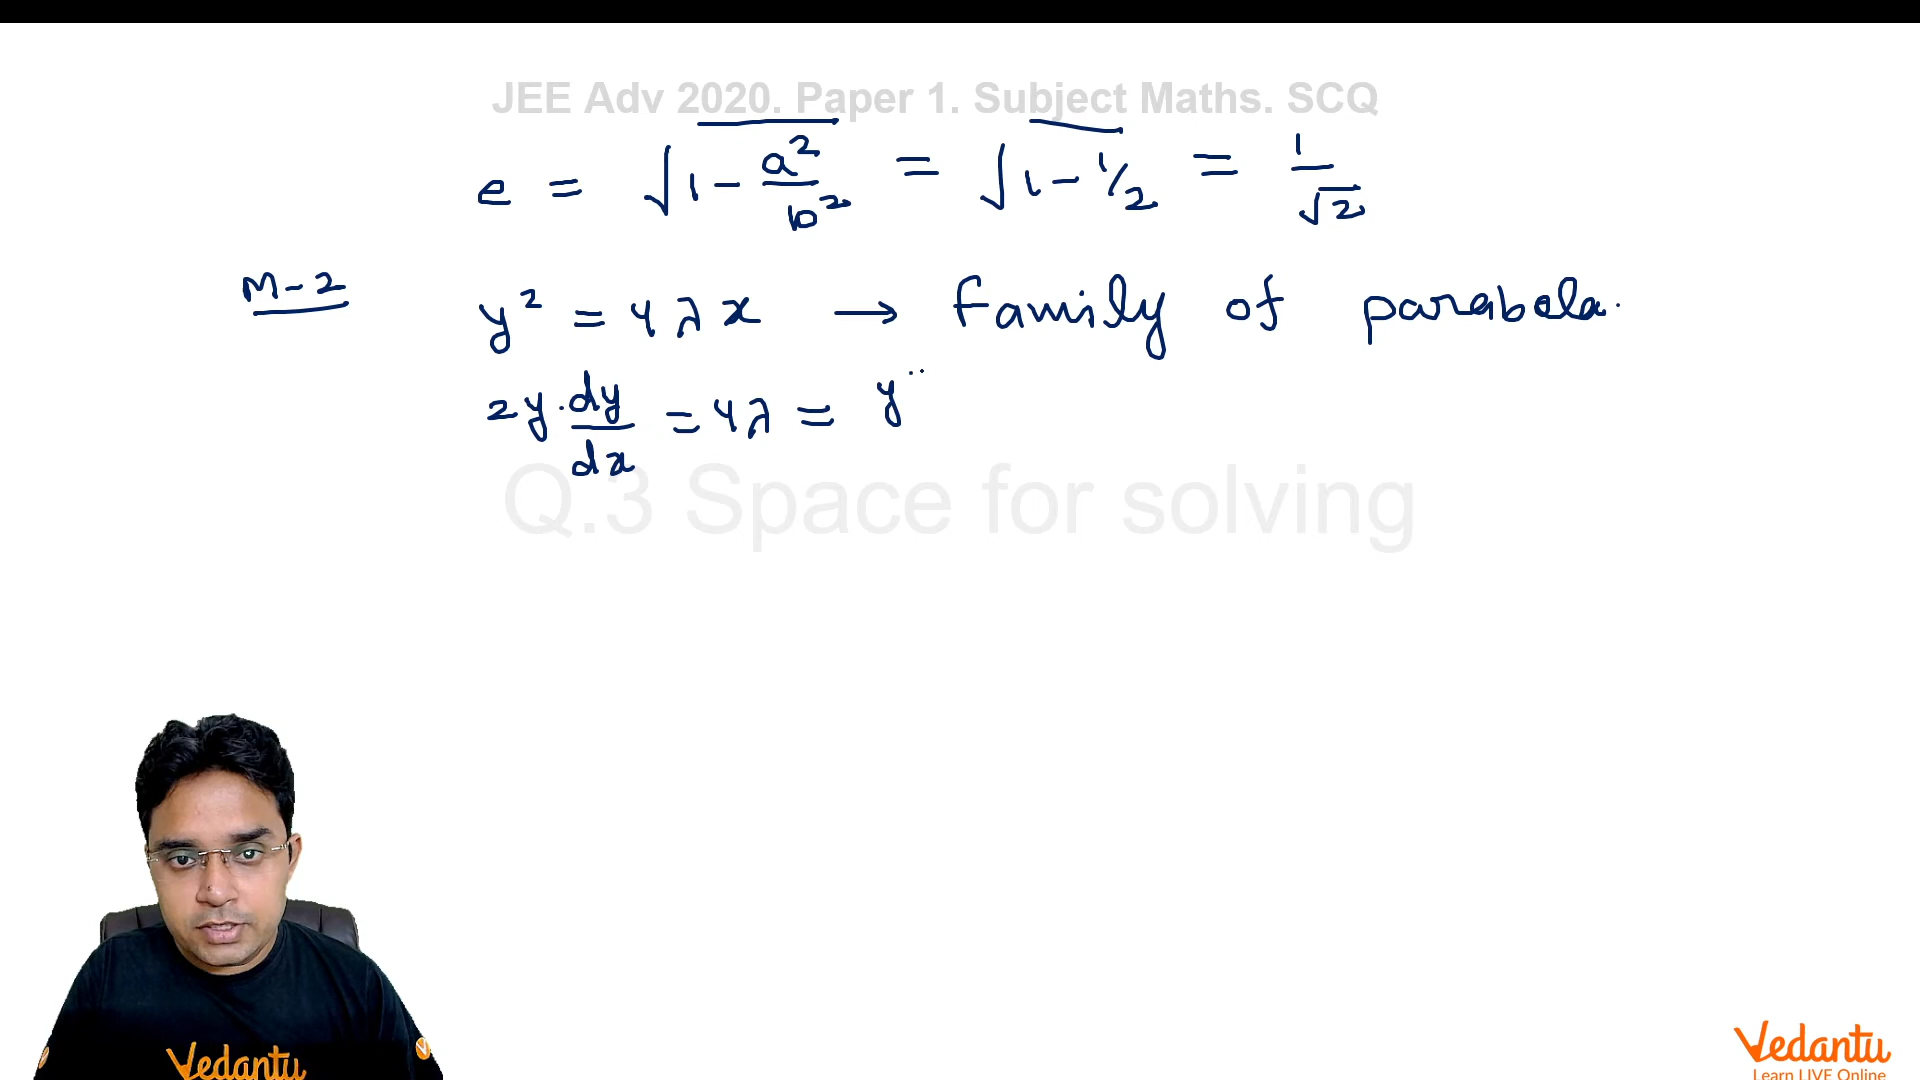 JEE Adv 2020. Paper 1. Subject Maths. SCQ
e = √1 - a²/b² = √1 - 1/2 = 1/√2
M-2
y² = 4λx → family of parabola.
2y.dy/dx = 4λ = y
Q.3 Space for solving
Vedantu
Vedantu
Learn LIVE Online